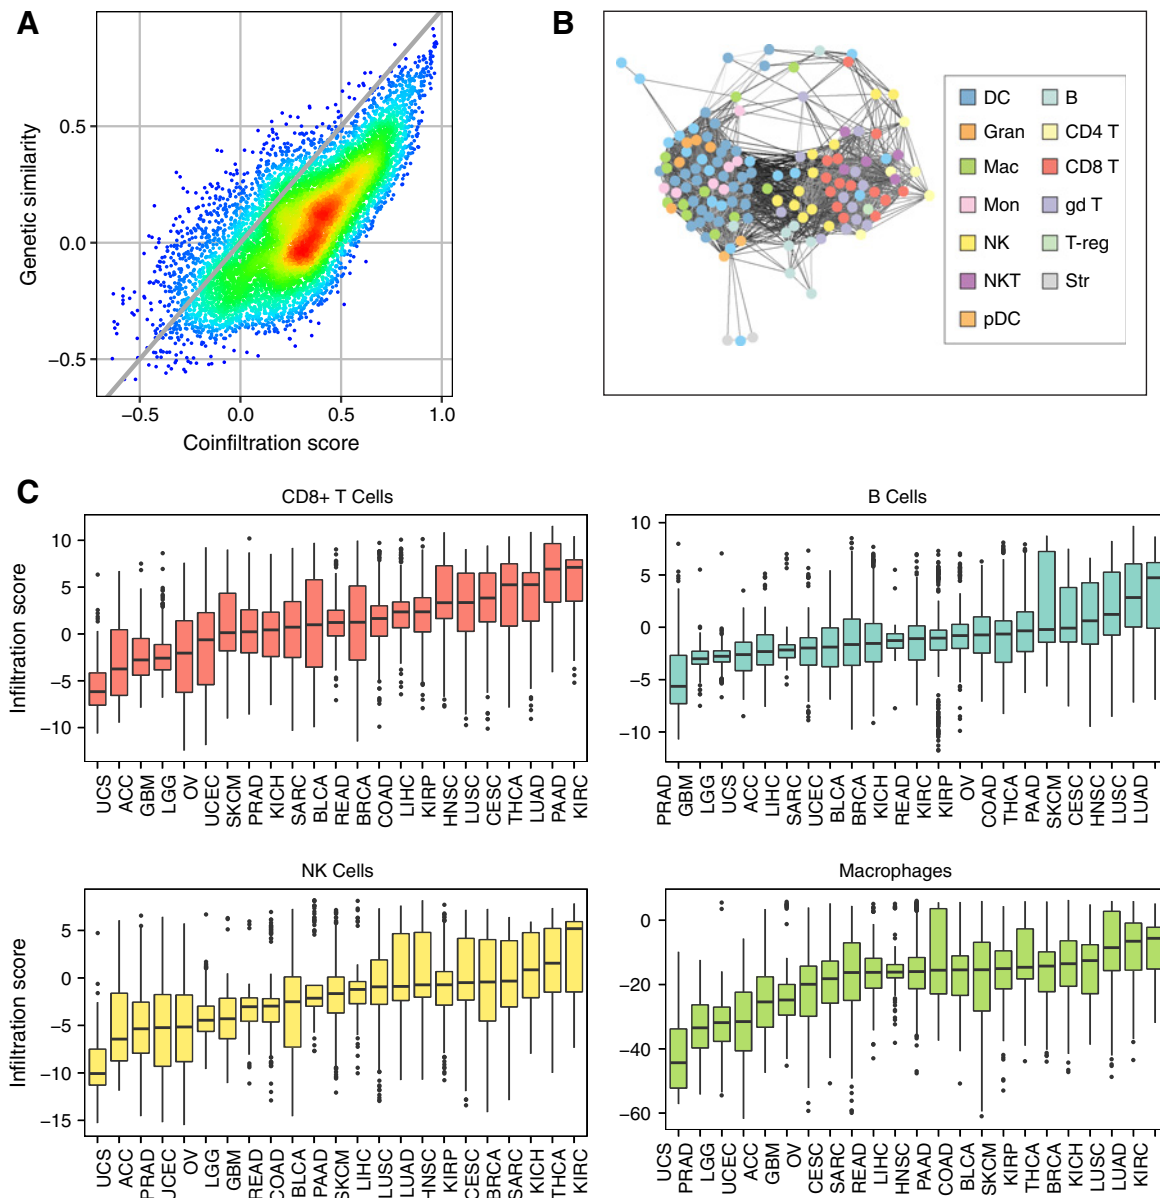 A
B
Genetic similarity
0.5
0.0
−0.5
−0.5
0.0
0.5
1.0
Coinfiltration score
DC
B
Gran
CD4 T
Mac
CD8 T
Mon
gd T
NK
T-reg
NKT
Str
pDC
C
CD8+ T Cells
Infiltration score
10
5
0
−5
−10
UCS
ACC
GBM
LGG
OV
UCEC
SKCM
PRAD
KICH
SARC
BLCA
READ
BRCA
COAD
LIHC
KIRP
HNSC
LUSC
CESC
THCA
LUAD
PAAD
KIRC
B Cells
10
5
0
−5
−10
PRAD
GBM
LGG
UCS
ACC
LIHC
SARC
UCEC
BLCA
BRCA
KICH
READ
KIRC
KIRP
OV
COAD
THCA
PAAD
SKCM
CESC
HNSC
LUSC
LUAD
NK Cells
Infiltration score
5
0
−5
−10
−15
UCS
ACC
PRAD
UCEC
OV
LGG
GBM
READ
COAD
BLCA
PAAD
SKCM
LIHC
LUSC
LUAD
HNSC
KIRP
CESC
BRCA
SARC
KICH
THCA
KIRC
Macrophages
0
−20
−40
−60
UCS
PRAD
LGG
UCEC
ACC
GBM
OV
CESC
SARC
READ
LIHC
HNSC
PAAD
COAD
BLCA
SKCM
KIRP
THCA
BRCA
KICH
LUSC
LUAD
KIRC